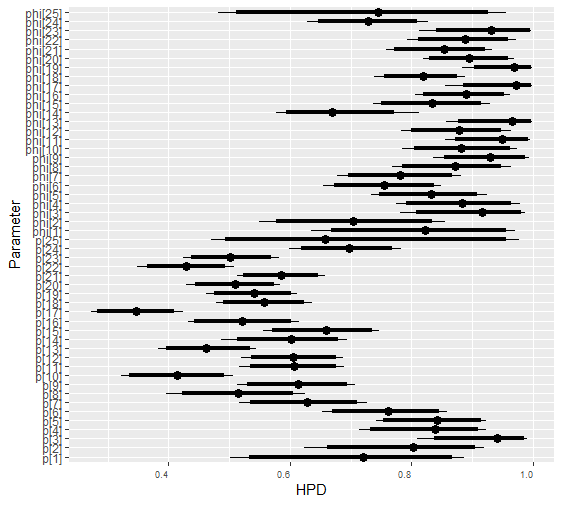 phi[25]
phi[24]
phi[23]
phi[22]
phi[21]
phi[20]
phi[19]
phi[18]
phi[17]
phi[16]
phi[15]
phi[14]
phi[13]
phi[12]
phi[11]
phi[10]
phi[9]
phi[8]
phi[7]
phi[6]
phi[5]
phi[4]
phi[3]
phi[2]
phi[1]
p[25]
p[24]
p[23]
p[22]
p[21]
p[20]
p[19]
p[18]
p[17]
p[16]
p[15]
p[14]
p[13]
p[12]
p[11]
p[10]
p[9]
p[8]
p[7]
p[6]
p[5]
p[4]
p[3]
p[2]
p[1]
Parameter
0.4 0.6 0.8 1.0
HPD